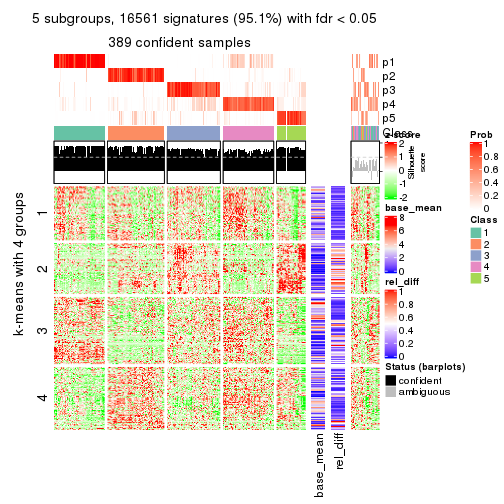 5 subgroups, 16561 signatures (95.1%) with fdr < 0.05
389 confident samples
p1
p2
p3
p4
p5
Class
Silhouette
score
k-means with 4 groups
1
2
3
4
base_mean
rel_diff
z-score
2
1
0
-1
-2
base_mean
8
6
4
2
0
rel_diff
1
0.8
0.6
0.4
0.2
0
Status (barplots)
confident
ambiguous
Prob
1
0.8
0.6
0.4
0.2
0
Class
1
2
3
4
5